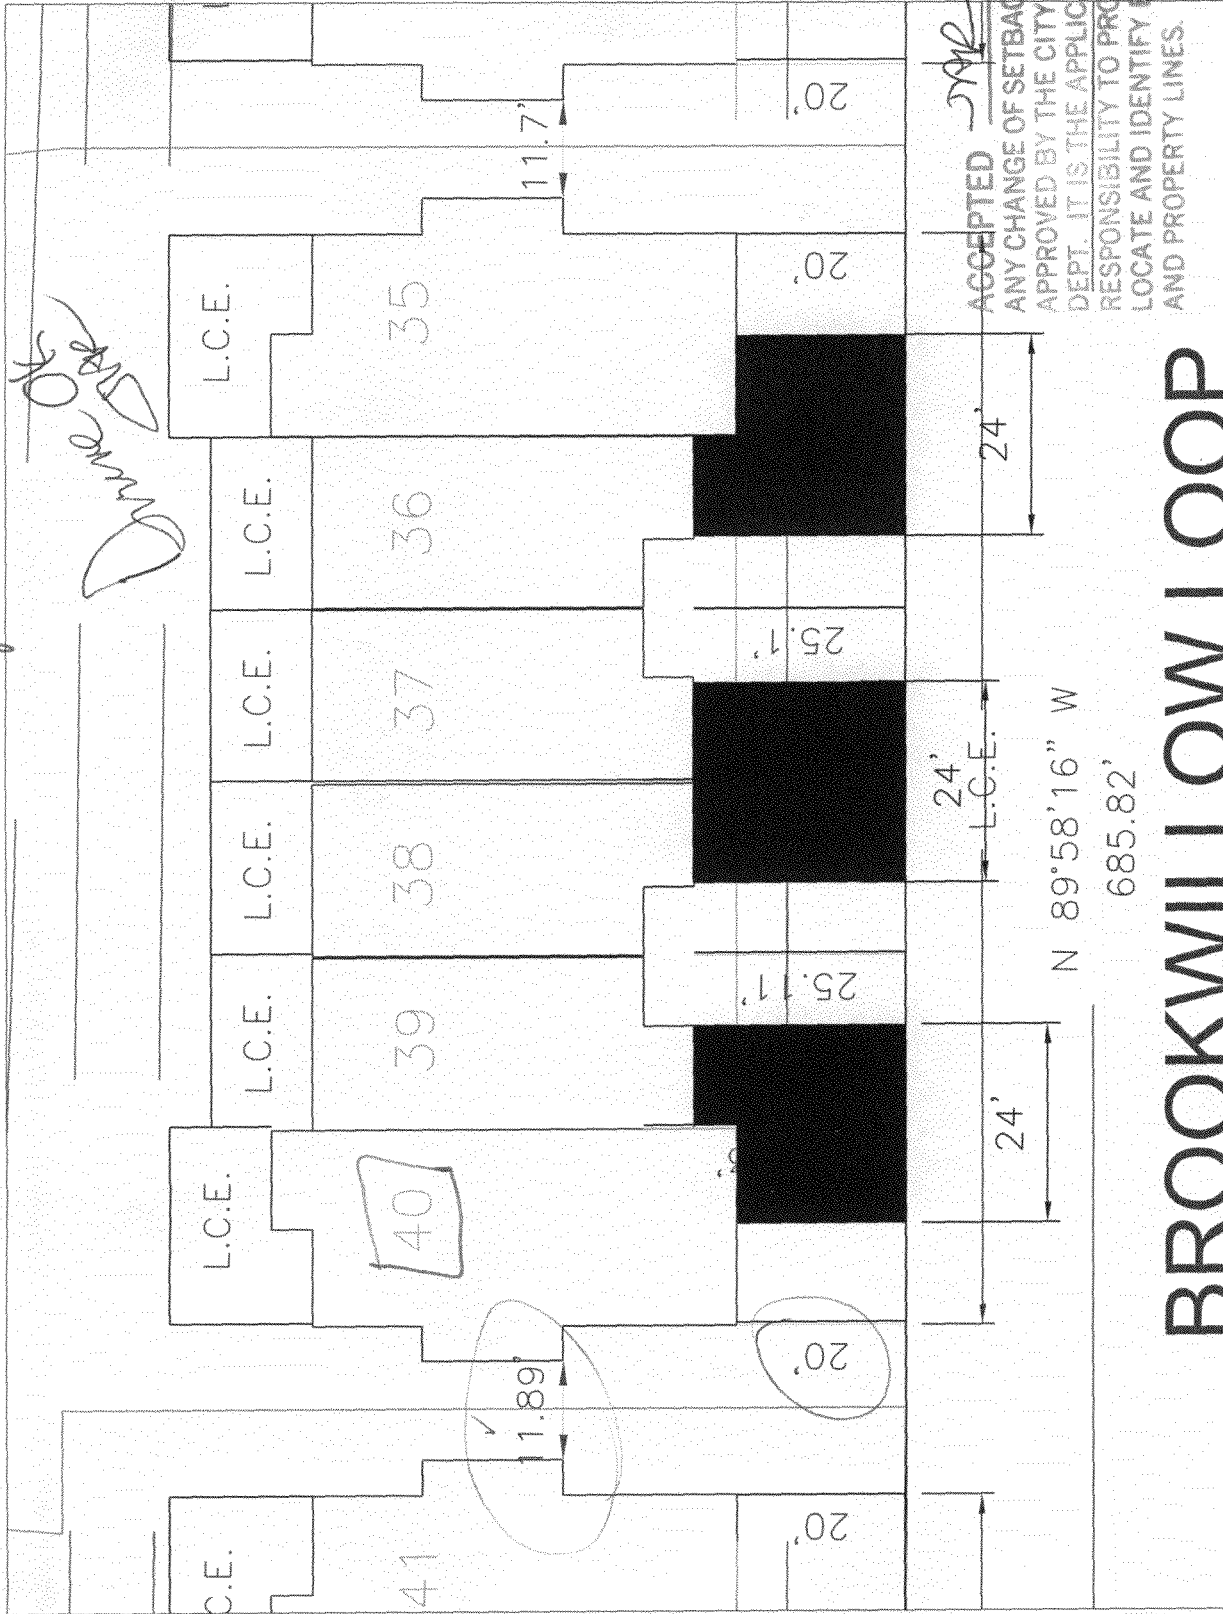 11.7'
20'
20'
L.C.E.
35
L.C.E.
36
L.C.E.
37
L.C.E.
38
L.C.E.
39
L.C.E.
40
C.E.
41
25.1'
25.11'
24'
24'
L.C.E.
24'
11.89'
20'
20'
N 89°58'16" W
685.82'
BROOKWILLOW LOOP
ACCEPTED
ANY CHANGE OF SETBAC
APPROVED BY THE CITY
DEPT. IT IS THE APPLIC
RESPONSIBILITY TO PRO
LOCATE AND IDENTIFY
AND PROPERTY LINES.
OK